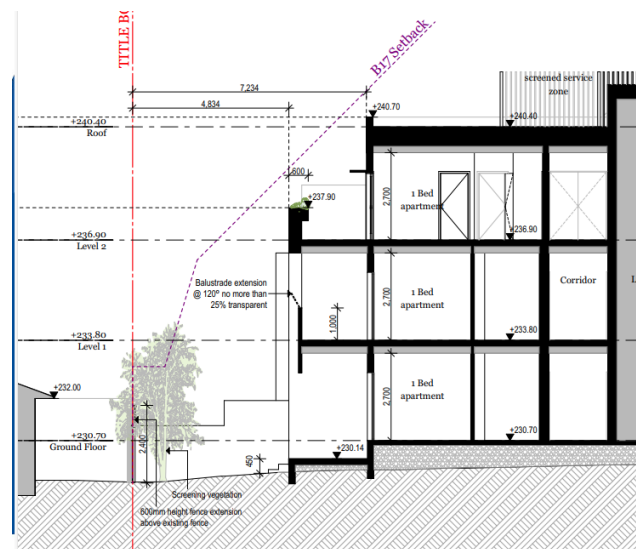 TITLE BO
B17 Setback
7,234
4,834
+240.70
screened service
zone
+240.40
Roof
+240.40
600
+237.90
2,700
1 Bed
apartment
+236.90
Level 2
+236.90
Balustrade extension
@ 120° no more than
25% transparent
2,700
1 Bed
apartment
Corridor
L
1,000
+233.80
Level 1
+233.80
2,700
1 Bed
apartment
+232.00
+230.70
Ground Floor
2,400
+230.70
+230.14
450
Screening vegetation
600mm height fence extension
above existing fence